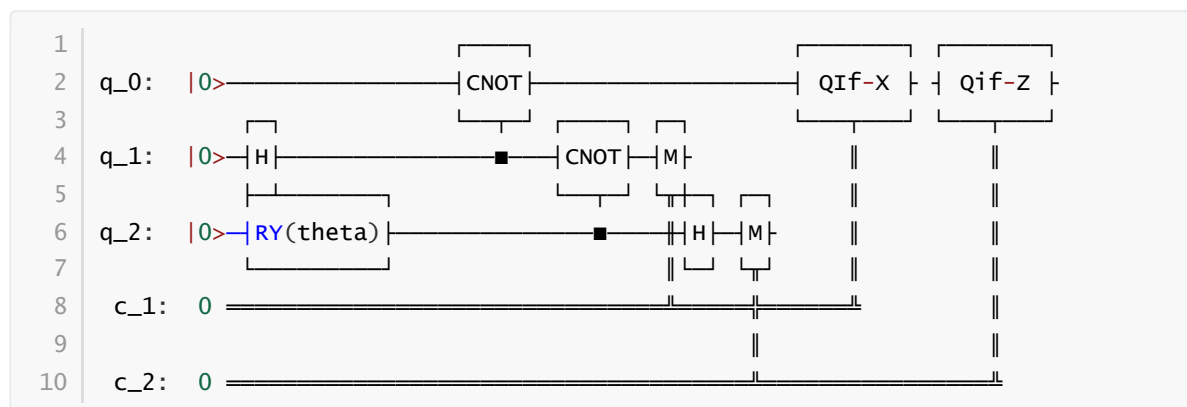 1
2 q_0: |0>────────────────┤CNOT├──────────────────┤ QIf-X ├ ┤ Qif-Z ├
3
4 q_1: |0>─┤H├───────────────■────┤CNOT├─┤M├
5
6 q_2: |0>─┤RY(theta)├──────────────■─────╫┤H├─┤M├
7
8 c_1: 0 ══════════════════════════════╩════╬══════╩
9
10 c_2: 0 ═══════════════════════════════════╩════════════════╩